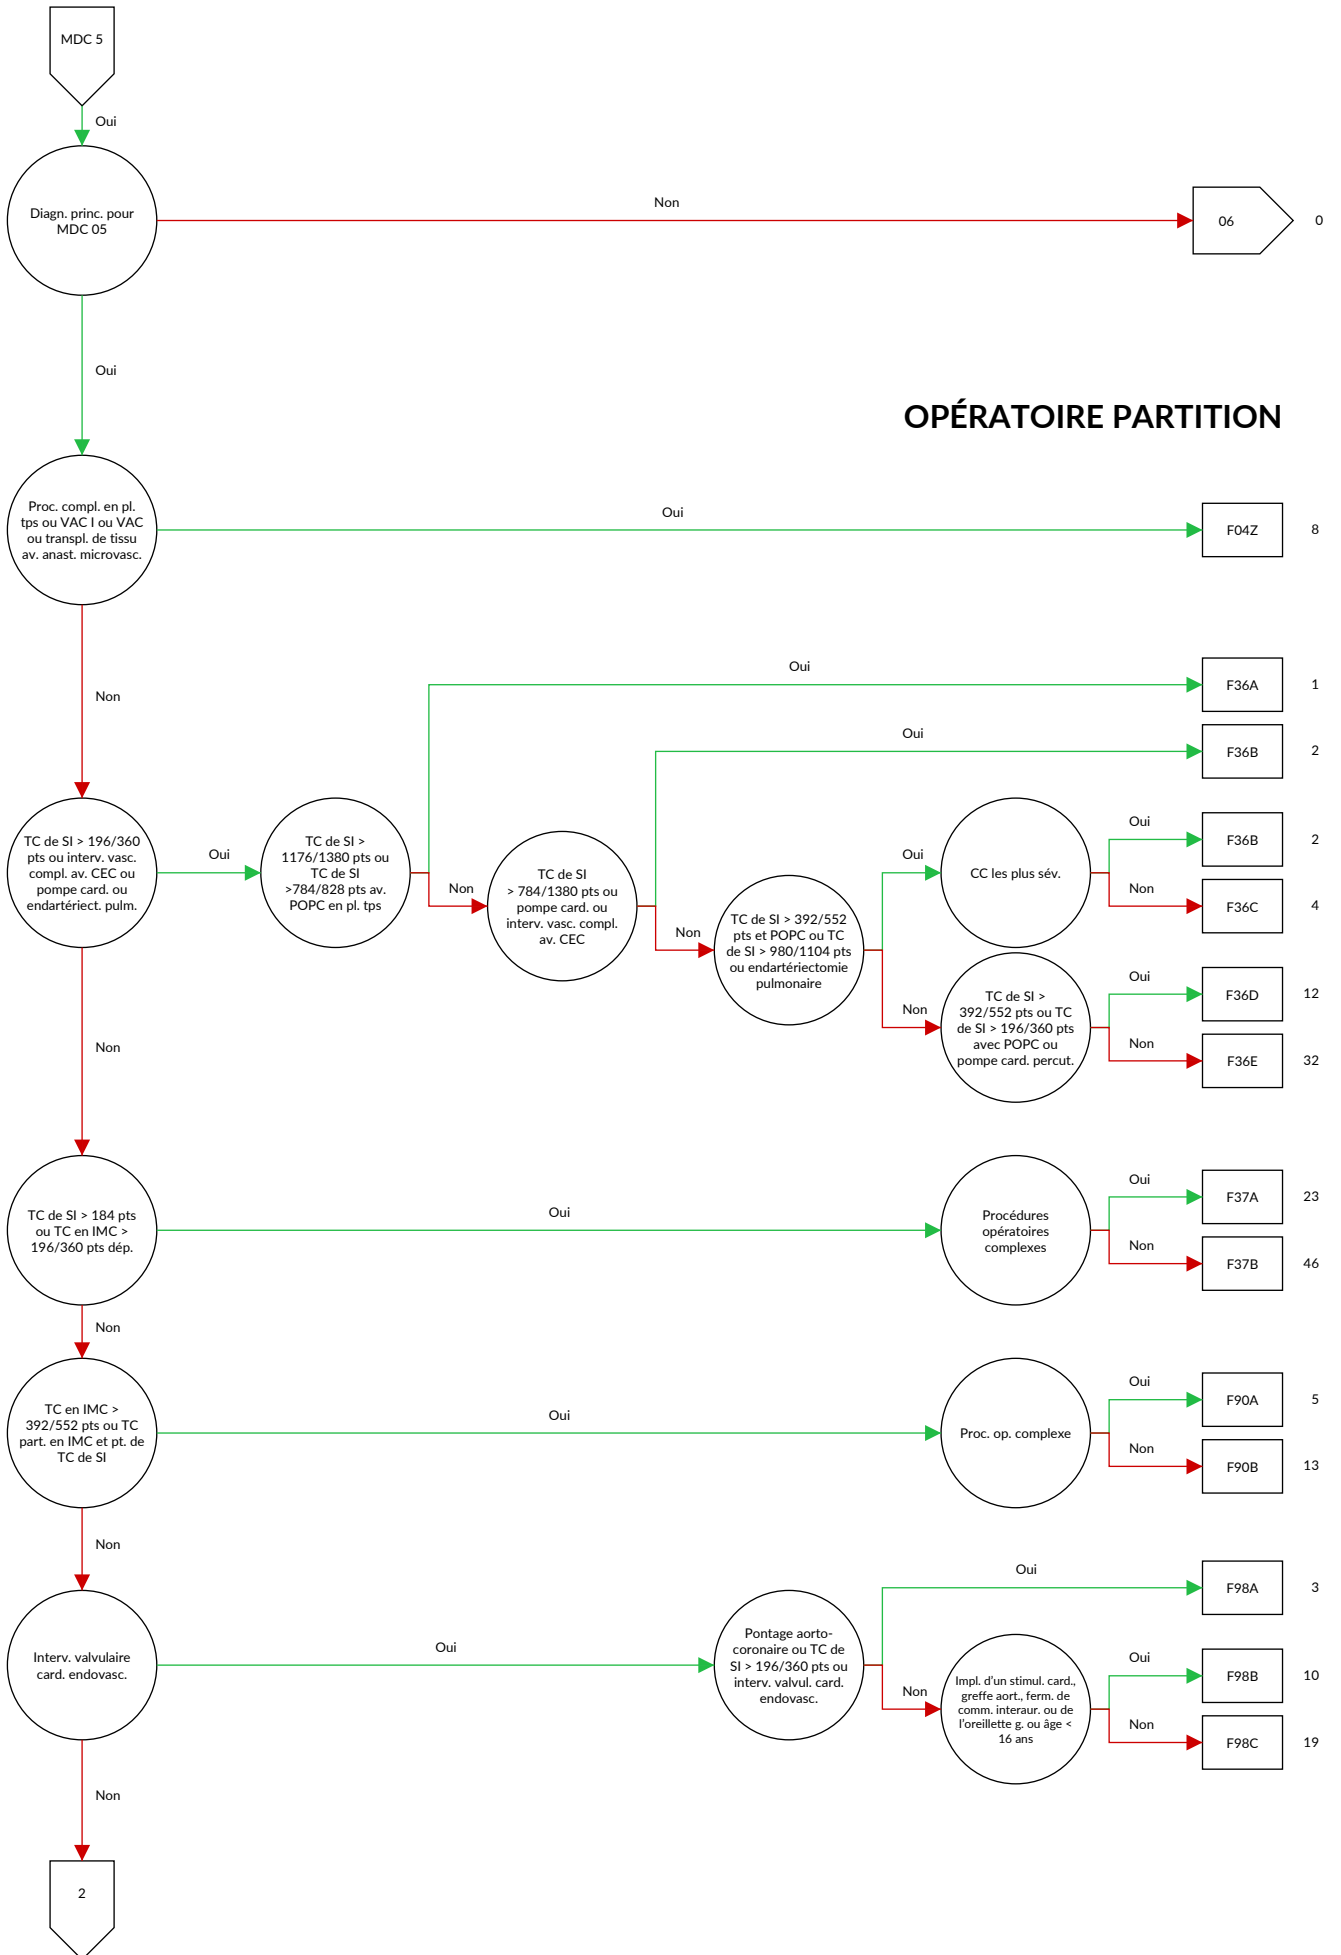 MDC 5
Oui
Diagn. princ. pour
MDC 05
Non
06
0
Oui
OPÉRATOIRE PARTITION
Proc. compl. en pl.
tps ou VAC I ou VAC
ou transpl. de tissu
av. anast. microvasc.
Oui
F04Z
8
Non
Oui
F36A
1
Oui
F36B
2
TC de SI > 196/360
pts ou interv. vasc.
compl. av. CEC ou
pompe card. ou
endartériect. pulm.
Oui
TC de SI >
1176/1380 pts ou
TC de SI
>784/828 pts av.
POPC en pl. tps
Non
TC de SI
> 784/1380 pts ou
pompe card. ou
interv. vasc. compl.
av. CEC
Non
TC de SI > 392/552
pts et POPC ou TC
de SI > 980/1104 pts
ou endartériectomie
pulmonaire
Oui
CC les plus sév.
Oui
F36B
2
Non
F36C
4
Non
TC de SI >
392/552 pts ou TC
de SI > 196/360 pts
avec POPC ou
pompe card. percut.
Oui
F36D
12
Non
F36E
32
Non
TC de SI > 184 pts
ou TC en IMC >
196/360 pts dép.
Oui
Procédures
opératoires
complexes
Oui
F37A
23
Non
F37B
46
Non
TC en IMC >
392/552 pts ou TC
part. en IMC et pt. de
TC de SI
Oui
Proc. op. complexe
Oui
F90A
5
Non
F90B
13
Non
Interv. valvulaire
card. endovasc.
Oui
Pontage aorto-
coronaire ou TC de
SI > 196/360 pts ou
interv. valvul. card.
endovasc.
Oui
F98A
3
Non
Impl. d'un stimul. card.,
greffe aort., ferm. de
comm. interaur. ou de
l'oreillette g. ou âge <
16 ans
Oui
F98B
10
Non
F98C
19
Non
2